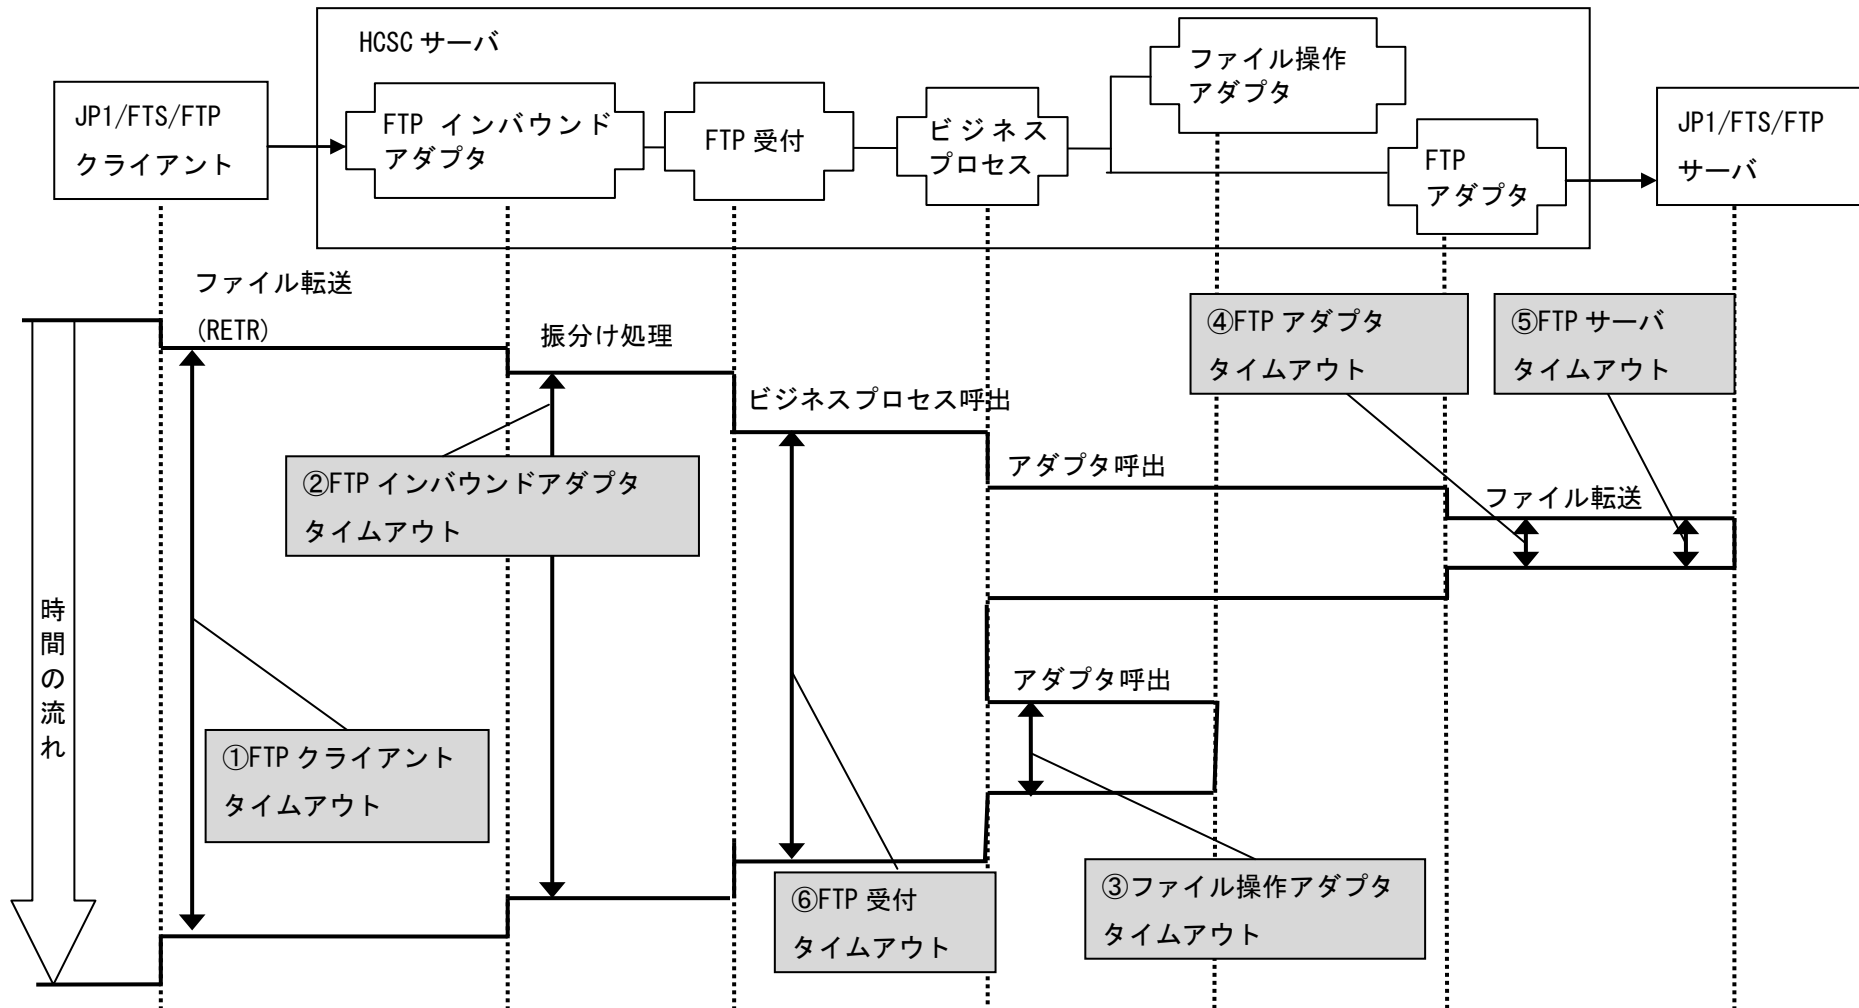 HCSC サーバ
JP1/FTS/FTP
クライアント
FTP インバウンド
アダプタ
FTP 受付
ビジネス
プロセス
ファイル操作
アダプタ
FTP
アダプタ
JP1/FTS/FTP
サーバ
ファイル転送
(RETR)
振分け処理
ビジネスプロセス呼出
④FTP アダプタ
タイムアウト
⑤FTP サーバ
タイムアウト
②FTP インバウンドアダプタ
タイムアウト
アダプタ呼出
ファイル転送
時間の流れ
アダプタ呼出
①FTP クライアント
タイムアウト
⑥FTP 受付
タイムアウト
③ファイル操作アダプタ
タイムアウト